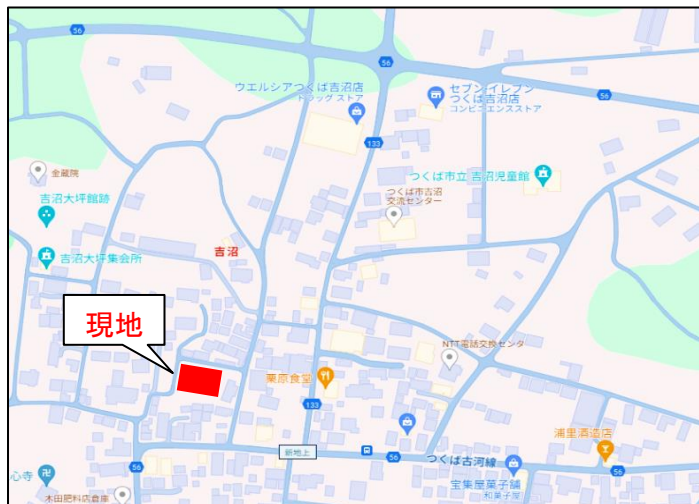 56
56
ウエルシアつくば吉沼店
ドラッグ ストア
セブン-イレブン
つくば吉沼店
コンビニエンスストア
56
133
金蔵院
つくば市立 吉沼児童館
吉沼大坪館跡
つくば市吉沼
交流センター
吉沼
吉沼大坪集会所
現地
NTT電話交換センタ
栗原食堂
133
浦里酒造店
新地上
56
つくば古河線
56
心寺
56
宝集屋菓子舗
和菓子屋
木田肥料店倉庫